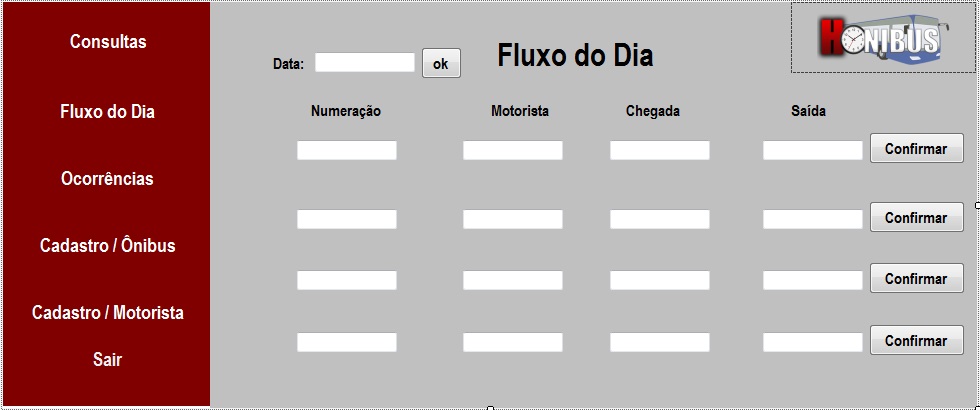 Consultas
Fluxo do Dia
Ocorrências
Cadastro / Ônibus
Cadastro / Motorista
Sair
Data:
ok
Fluxo do Dia
HONIBUS
Numeração
Motorista
Chegada
Saída
Confirmar
Confirmar
Confirmar
Confirmar